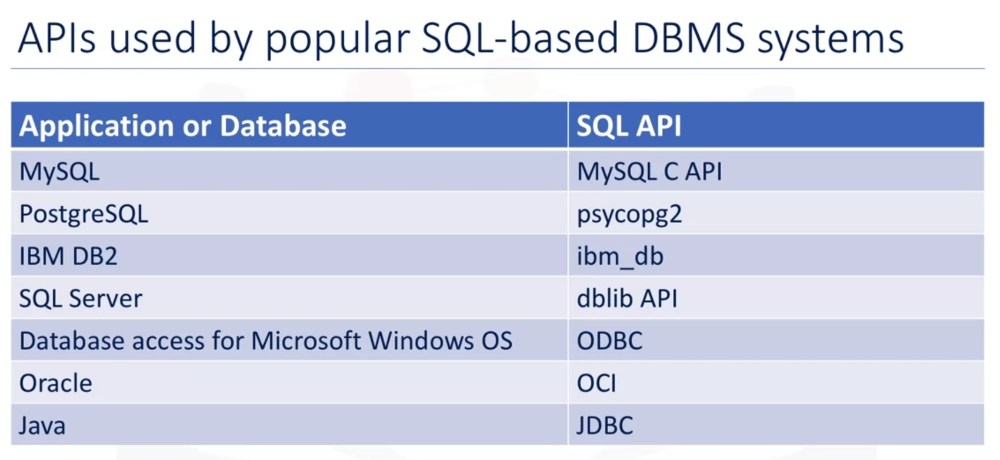 APIs used by popular SQL-based DBMS systems
Application or Database SQL API
MySQL MySQL C API
PostgreSQL psycopg2
IBM DB2 ibm_db
SQL Server dblib API
Database access for Microsoft Windows OS ODBC
Oracle OCI
Java JDBC